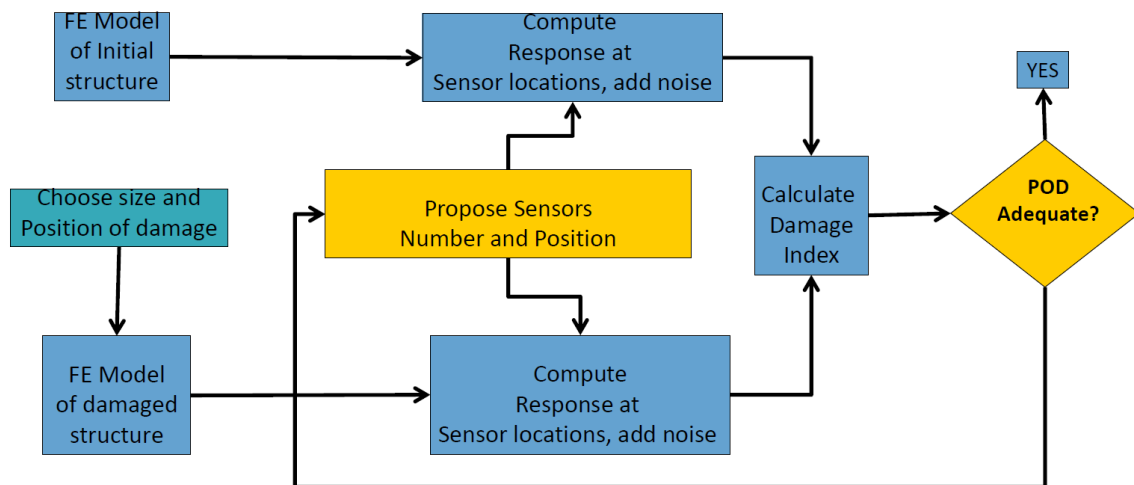 FE Model
of Initial
structure
Compute
Response at
Sensor locations, add noise
YES
Choose size and
Position of damage
Propose Sensors
Number and Position
Calculate
Damage
Index
POD
Adequate?
FE Model
of damaged
structure
Compute
Response at
Sensor locations, add noise